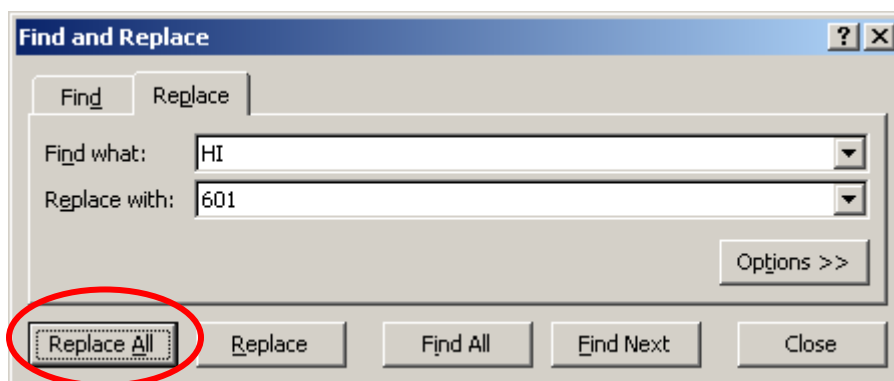 Find and Replace ? X
Find Replace
Find what: HI
Replace with: 601
Options >>
Replace All Replace Find All Find Next Close